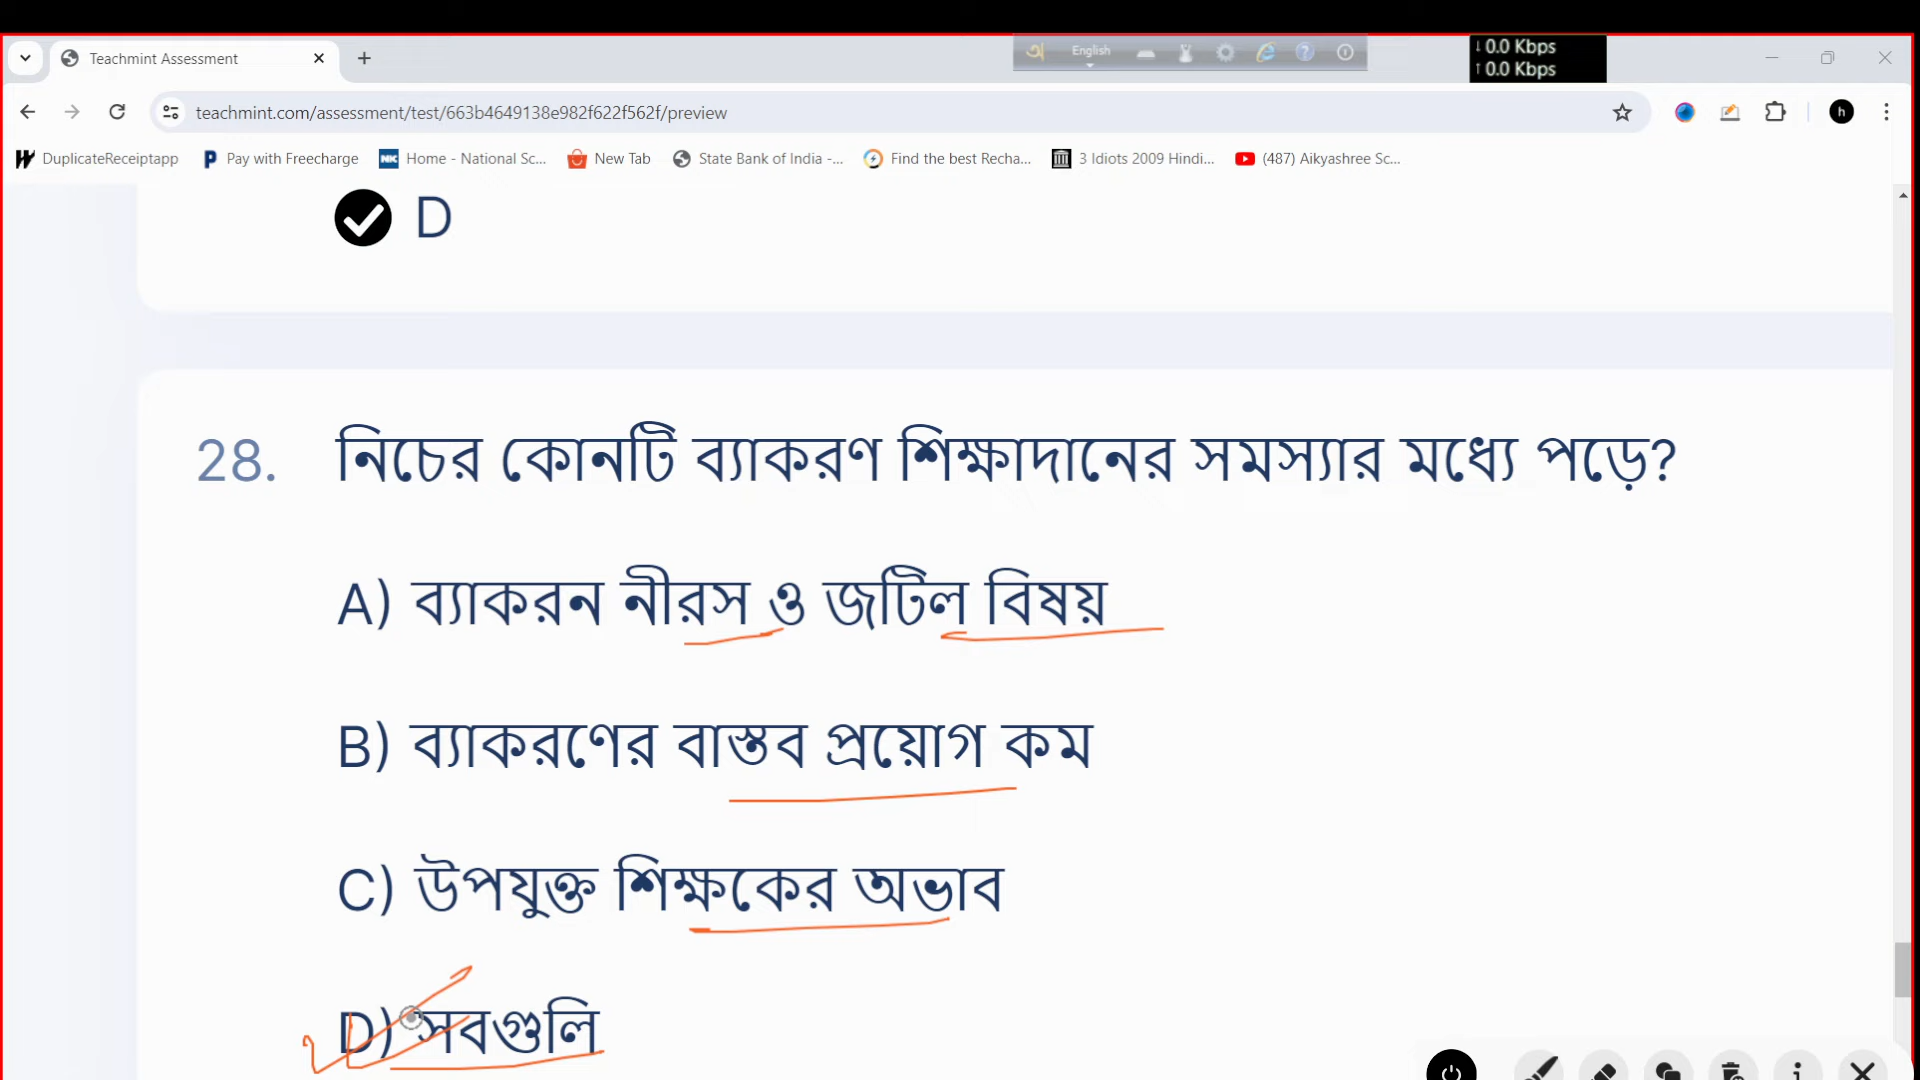 Teachmint Assessment
English
↓ 0.0 Kbps
↑ 0.0 Kbps
teachmint.com/assessment/test/663b4649138e982f622f562f/preview
h
DuplicateReceiptapp
Pay with Freecharge
Home - National Sc...
New Tab
State Bank of India -...
Find the best Recha...
3 Idiots 2009 Hindi...
(487) Aikyashree Sc...
D
28. নিচের কোনটি ব্যাকরণ শিক্ষাদানের সমস্যার মধ্যে পড়ে?
A) ব্যাকরন নীরস ও জটিল বিষয়
B) ব্যাকরণের বাস্তব প্রয়োগ কম
C) উপযুক্ত শিক্ষকের অভাব
D) সবগুলি